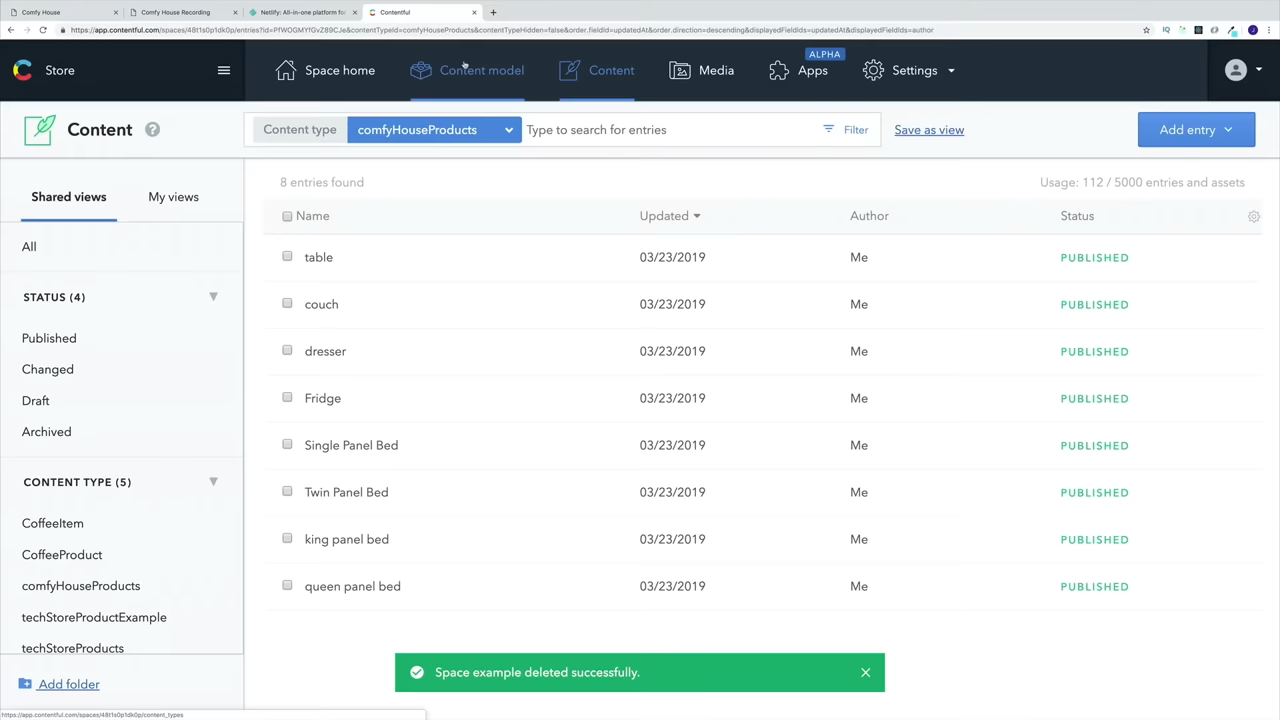 Comfy House
Comfy House Recording
Netlify: All-in-one platform for
Contentful
https://app.contentful.com/spaces/48t1s0p1dk0p/entries?id=PfWOGMYfGvZ89CJe&contentTypeId=comfyHouseProducts&contentTypeHidden=false&order.fieldId=updatedAt&order.direction=descending&displayedFieldIds=updatedAt&displayedFieldIds=author
Store
Space home
Content model
Content
Media
ALPHA
Apps
Settings
Content
Content type
comfyHouseProducts
Type to search for entries
Filter
Save as view
Add entry
Shared views
My views
8 entries found
Usage: 112 / 5000 entries and assets
Name Updated Author Status
All
table 03/23/2019 Me PUBLISHED
couch 03/23/2019 Me PUBLISHED
dresser 03/23/2019 Me PUBLISHED
Fridge 03/23/2019 Me PUBLISHED
Single Panel Bed 03/23/2019 Me PUBLISHED
Twin Panel Bed 03/23/2019 Me PUBLISHED
king panel bed 03/23/2019 Me PUBLISHED
queen panel bed 03/23/2019 Me PUBLISHED
STATUS (4)
Published
Changed
Draft
Archived
CONTENT TYPE (5)
CoffeeItem
CoffeeProduct
comfyHouseProducts
techStoreProductExample
techStoreProducts
Add folder
Space example deleted successfully.
https://app.contentful.com/spaces/48t1s0p1dk0p/content_types